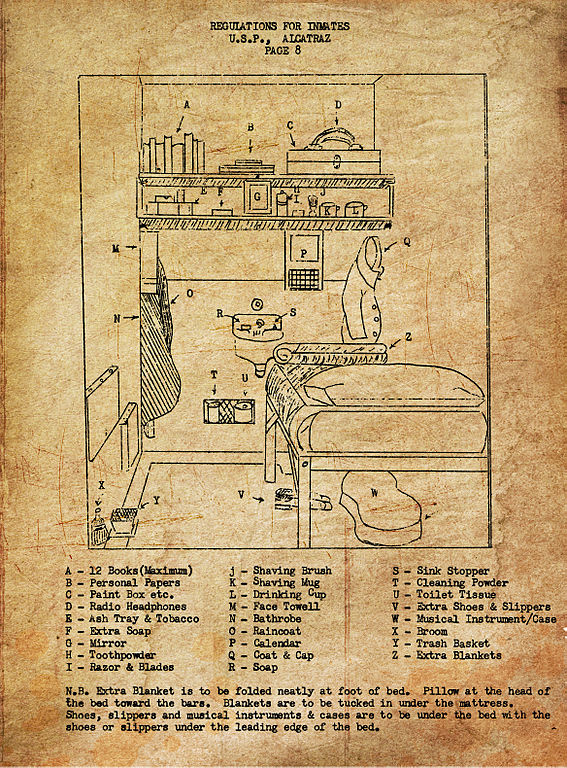 REGULATIONS FOR INMATES
U.S.P., ALCATRAZ
PAGE 8
A
B
C
D
E
F
G
H
I
J
K
L
M
N
O
P
Q
R
S
Z
T
U
V
W
X
Y
A - 12 Books(Maximum)
B - Personal Papers
C - Paint Box etc.
D - Radio Headphones
E - Ash Tray & Tobacco
F - Extra Soap
G - Mirror
H - Toothpowder
I - Razor & Blades
j - Shaving Brush
K - Shaving Mug
L - Drinking Cup
M - Face Towell
N - Bathrobe
O - Raincoat
P - Calendar
Q - Coat & Cap
R - Soap
S - Sink Stopper
T - Cleaning Powder
U - Toilet Tissue
V - Extra Shoes & Slippers
W - Musical Instrument/Case
X - Broom
Y - Trash Basket
Z - Extra Blankets
N.B. Extra Blanket is to be folded neatly at foot of bed. Pillow at the head of
the bed toward the bars. Blankets are to be tucked in under the mattress.
Shoes, slippers and musical instruments & cases are to be under the bed with the
shoes or slippers under the leading edge of the bed.